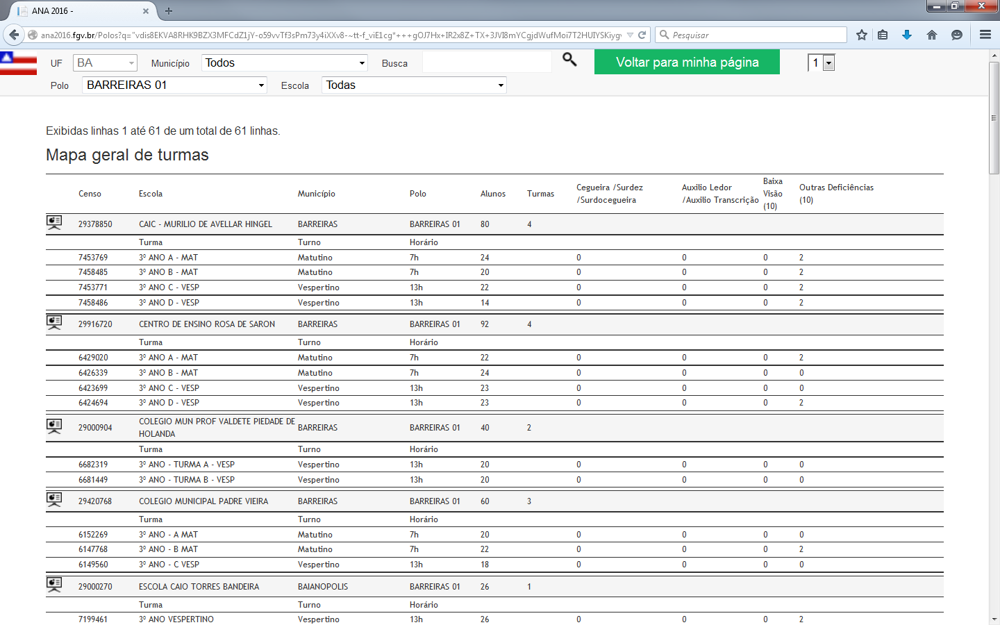 ANA 2016 -
ana2016.fgv.br/Polos?q="vdis8EKVA8RHK9BZX3MFCdZ1jY-o59vvTf3sPm73y4iXXv8-~tt-f_viE1cg*+++gOJ7Hx+IR2x8Z+TX+3JVI8mYCgjdWufMoi7T2HUIYSKiygv
Pesquisar
UF BA Município Todos Busca Voltar para minha página 1
Polo BARREIRAS 01 Escola Todas
Exibidas linhas 1 até 61 de um total de 61 linhas.
Mapa geral de turmas
Censo Escola Município Polo Alunos Turmas Cegueira /Surdez /Surdocegueira Auxilio Ledor /Auxilio Transcrição Baixa Visão (10) Outras Deficiências (10)
29378850 CAIC - MURILIO DE AVELLAR HINGEL BARREIRAS BARREIRAS 01 80 4
Turma Turno Horário
7453769 3º ANO A - MAT Matutino 7h 24 0 0 0 2
7458485 3º ANO B - MAT Matutino 7h 20 0 0 0 2
7453771 3º ANO C - VESP Vespertino 13h 22 0 0 0 2
7458486 3º ANO D - VESP Vespertino 13h 14 0 0 0 2
29916720 CENTRO DE ENSINO ROSA DE SARON BARREIRAS BARREIRAS 01 92 4
Turma Turno Horário
6429020 3º ANO A - MAT Matutino 7h 22 0 0 0 2
6426339 3º ANO B - MAT Matutino 7h 24 0 0 0 0
6423699 3º ANO C - VESP Vespertino 13h 23 0 0 0 0
6424694 3º ANO D - VESP Vespertino 13h 23 0 0 0 2
29000904 COLEGIO MUN PROF VALDETE PIEDADE DE HOLANDA BARREIRAS BARREIRAS 01 40 2
Turma Turno Horário
6682319 3º ANO - TURMA A - VESP Vespertino 13h 20 0 0 0 0
6681449 3º ANO - TURMA B - VESP Vespertino 13h 20 0 0 0 0
29420768 COLEGIO MUNICIPAL PADRE VIEIRA BARREIRAS BARREIRAS 01 60 3
Turma Turno Horário
6152269 3º ANO - A MAT Matutino 7h 20 0 0 0 0
6147768 3º ANO - B MAT Matutino 7h 22 0 0 0 2
6149560 3º ANO - C VESP Vespertino 13h 18 0 0 0 0
29000270 ESCOLA CAIO TORRES BANDEIRA BAIANOPOLIS BARREIRAS 01 26 1
Turma Turno Horário
7199461 3º ANO VESPERTINO Vespertino 13h 26 0 0 0 2